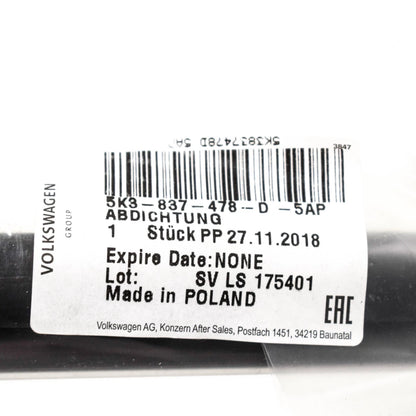 5K3837478D 5AP
3847
VOLKSWAGEN
GROUP
5K3-837-478-D -5AP
ABDICHTUNG
1 Stück PP 27.11.2018
Expire Date:NONE
Lot: SV LS 175401
Made in POLAND
EAC
Volkswagen AG, Konzern After Sales, Postfach 1451, 34219 Baunatal